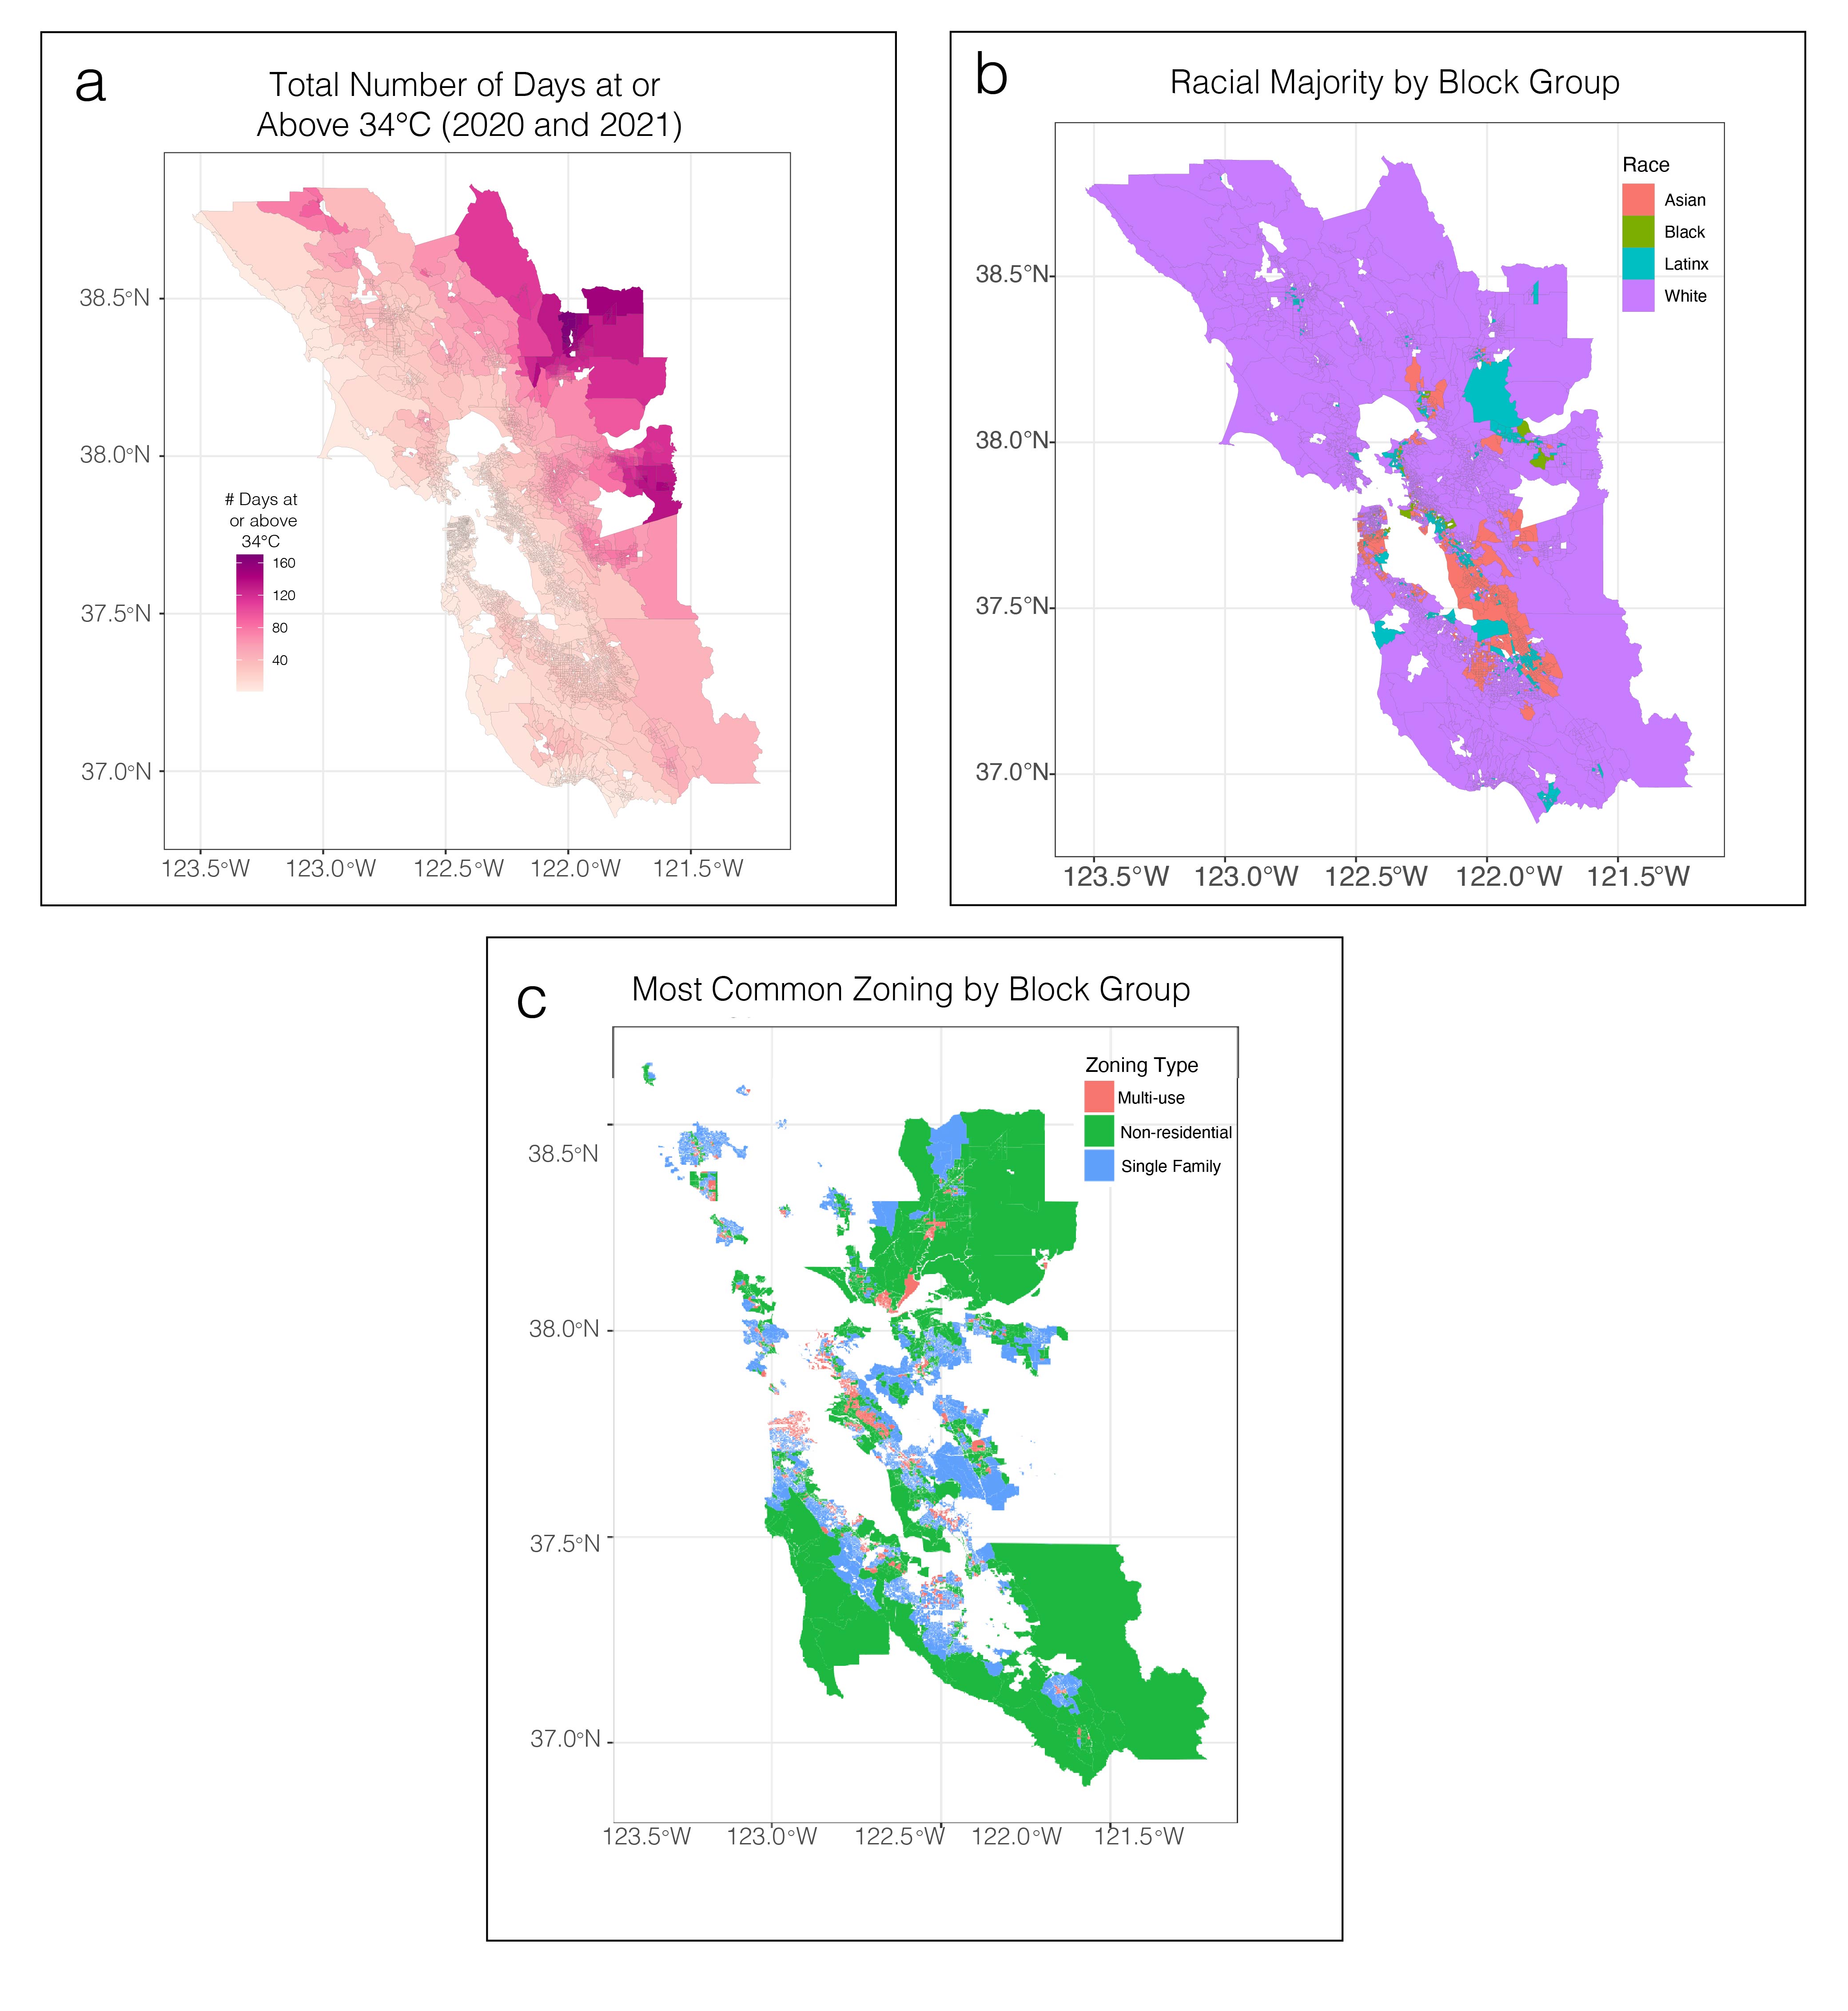 a
Total Number of Days at or
Above 34°C (2020 and 2021)
38.5°N
38.0°N
37.5°N
37.0°N
# Days at
or above
34°C
160
120
80
40
123.5°W
123.0°W
122.5°W
122.0°W
121.5°W
b
Racial Majority by Block Group
Race
Asian
Black
Latinx
White
38.5°N
38.0°N
37.5°N
37.0°N
123.5°W
123.0°W
122.5°W
122.0°W
121.5°W
c
Most Common Zoning by Block Group
Zoning Type
Multi-use
Non-residential
Single Family
38.5°N
38.0°N
37.5°N
37.0°N
123.5°W
123.0°W
122.5°W
122.0°W
121.5°W